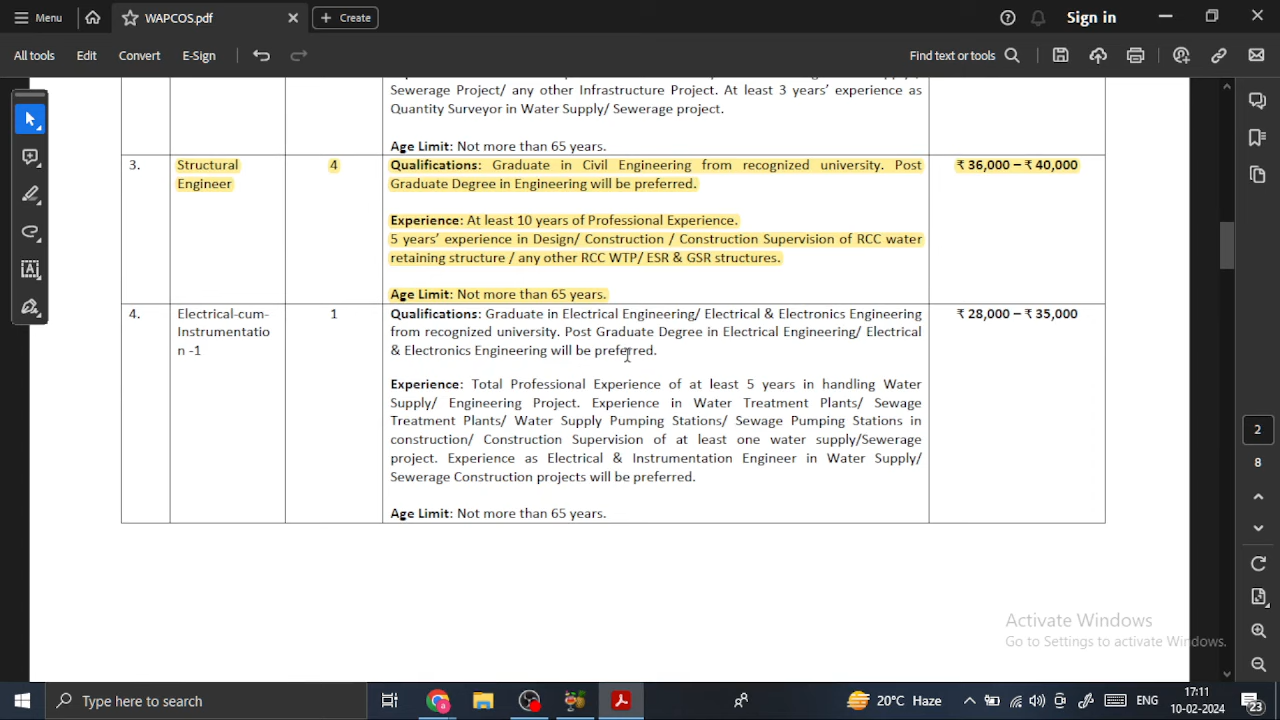 Menu
WAPCOS.pdf
Create
Sign in
All tools
Edit
Convert
E-Sign
Find text or tools
Sewerage Project/ any other Infrastructure Project. At least 3 years’ experience as
Quantity Surveyor in Water Supply/ Sewerage project.
Age Limit: Not more than 65 years.
3.
Structural
Engineer
4
Qualifications: Graduate in Civil Engineering from recognized university. Post
Graduate Degree in Engineering will be preferred.
Experience: At least 10 years of Professional Experience.
5 years’ experience in Design/ Construction / Construction Supervision of RCC water
retaining structure / any other RCC WTP/ ESR & GSR structures.
Age Limit: Not more than 65 years.
₹ 36,000 – ₹ 40,000
4.
Electrical-cum-
Instrumentatio
n -1
1
Qualifications: Graduate in Electrical Engineering/ Electrical & Electronics Engineering
from recognized university. Post Graduate Degree in Electrical Engineering/ Electrical
& Electronics Engineering will be preferred.
Experience: Total Professional Experience of at least 5 years in handling Water
Supply/ Engineering Project. Experience in Water Treatment Plants/ Sewage
Treatment Plants/ Water Supply Pumping Stations/ Sewage Pumping Stations in
construction/ Construction Supervision of at least one water supply/Sewerage
project. Experience as Electrical & Instrumentation Engineer in Water Supply/
Sewerage Construction projects will be preferred.
Age Limit: Not more than 65 years.
₹ 28,000 – ₹ 35,000
2
8
Activate Windows
Go to Settings to activate Windows.
Type here to search
20°C Haze
ENG
17:11
10-02-2024
23